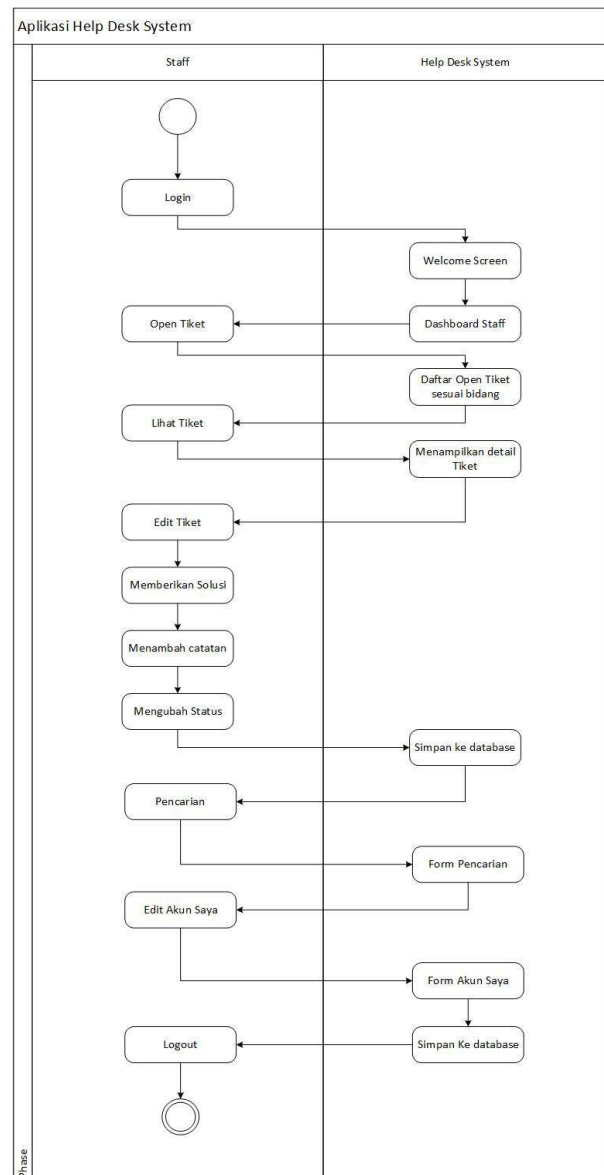 Aplikasi Help Desk System
Staff
Help Desk System
Login
Welcome Screen
Open Tiket
Dashboard Staff
Daftar Open Tiket
sesuai bidang
Lihat Tiket
Menampilkan detail
Tiket
Edit Tiket
Memberikan Solusi
Menambah catatan
Mengubah Status
Simpan ke database
Pencarian
Form Pencarian
Edit Akun Saya
Form Akun Saya
Logout
Simpan Ke database
Phase